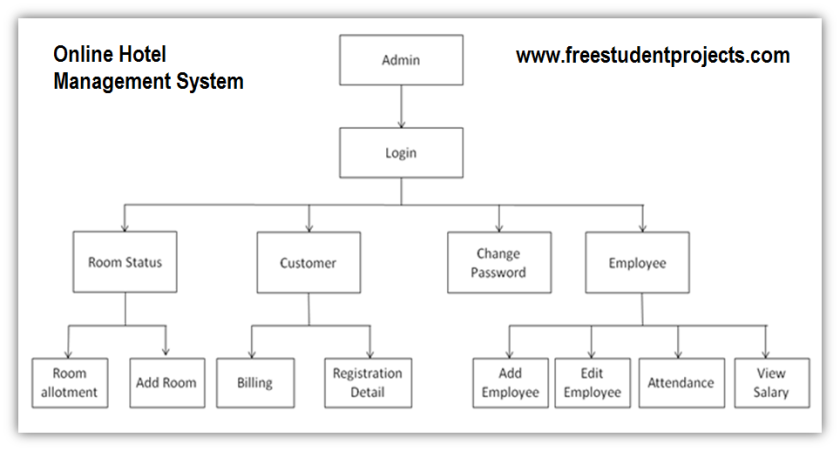 Online Hotel
Management System
www.freestudentprojects.com
Admin
Login
Room Status
Customer
Change
Password
Employee
Room
allotment
Add Room
Billing
Registration
Detail
Add
Employee
Edit
Employee
Attendance
View
Salary